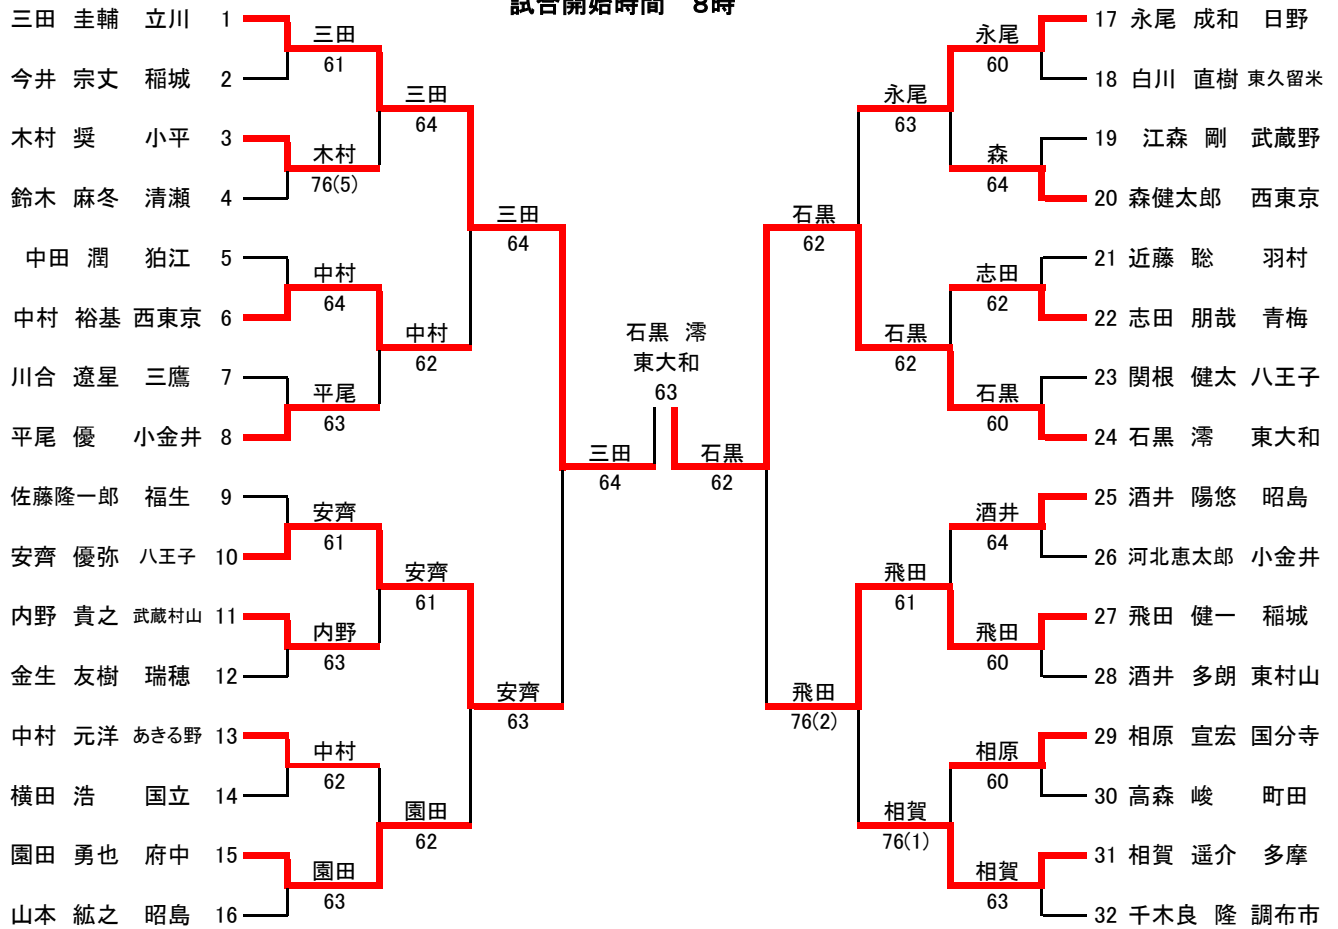 試合開始時間 8時
三田 圭輔 立川 1
今井 宗丈 稲城 2
木村 奨 小平 3
鈴木 麻冬 清瀬 4
中田 潤 狛江 5
中村 裕基 西東京 6
川合 遼星 三鷹 7
平尾 優 小金井 8
佐藤隆一郎 福生 9
安齊 優弥 八王子 10
内野 貴之 武蔵村山 11
金生 友樹 瑞穂 12
中村 元洋 あきる野 13
横田 浩 国立 14
園田 勇也 府中 15
山本 紘之 昭島 16
三田
61
木村
76(5)
中村
64
平尾
63
安齊
61
内野
63
中村
62
園田
63
三田
64
中村
62
安齊
61
園田
62
三田
64
安齊
63
三田
64
石黒 澪
東大和
63
石黒
62
石黒
62
飛田
76(2)
永尾
63
石黒
62
飛田
61
相賀
76(1)
永尾
60
森
64
志田
62
石黒
60
酒井
64
飛田
60
相原
60
相賀
63
17 永尾 成和 日野
18 白川 直樹 東久留米
19 江森 剛 武蔵野
20 森健太郎 西東京
21 近藤 聡 羽村
22 志田 朋哉 青梅
23 関根 健太 八王子
24 石黒 澪 東大和
25 酒井 陽悠 昭島
26 河北恵太郎 小金井
27 飛田 健一 稲城
28 酒井 多朗 東村山
29 相原 宣宏 国分寺
30 高森 峻 町田
31 相賀 遥介 多摩
32 千木良 隆 調布市